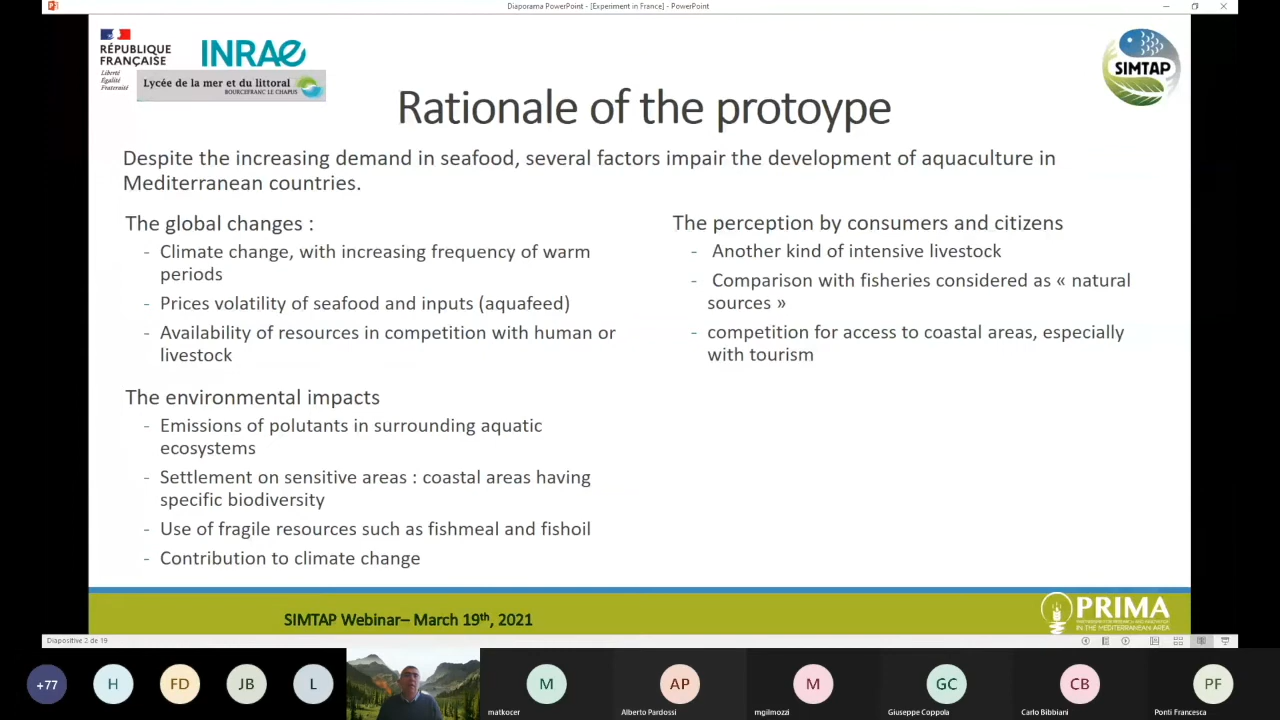 Diaporama PowerPoint - [Experiment in France] - PowerPoint
RÉPUBLIQUE
FRANÇAISE
Liberté
Égalité
Fraternité
INRAE
Lycée de la mer et du littoral
BOURCEFRANC LE CHAPUS
SIMTAP
Rationale of the protoype
Despite the increasing demand in seafood, several factors impair the development of aquaculture in
Mediterranean countries.
The global changes :
- Climate change, with increasing frequency of warm
periods
- Prices volatility of seafood and inputs (aquafeed)
- Availability of resources in competition with human or
livestock
The environmental impacts
- Emissions of polutants in surrounding aquatic
ecosystems
- Settlement on sensitive areas : coastal areas having
specific biodiversity
- Use of fragile resources such as fishmeal and fishoil
- Contribution to climate change
The perception by consumers and citizens
- Another kind of intensive livestock
- Comparison with fisheries considered as « natural
sources »
- competition for access to coastal areas, especially
with tourism
SIMTAP Webinar– March 19th, 2021
PRIMA
PARTNERSHIP FOR RESEARCH AND INNOVATION
IN THE MEDITERRANEAN AREA
Diapositive 2 de 19
+77
H
FD
JB
L
M
matkocer
AP
Alberto Pardossi
M
mgilmozzi
GC
Giuseppe Coppola
CB
Carlo Bibbiani
PF
Ponti Francesca